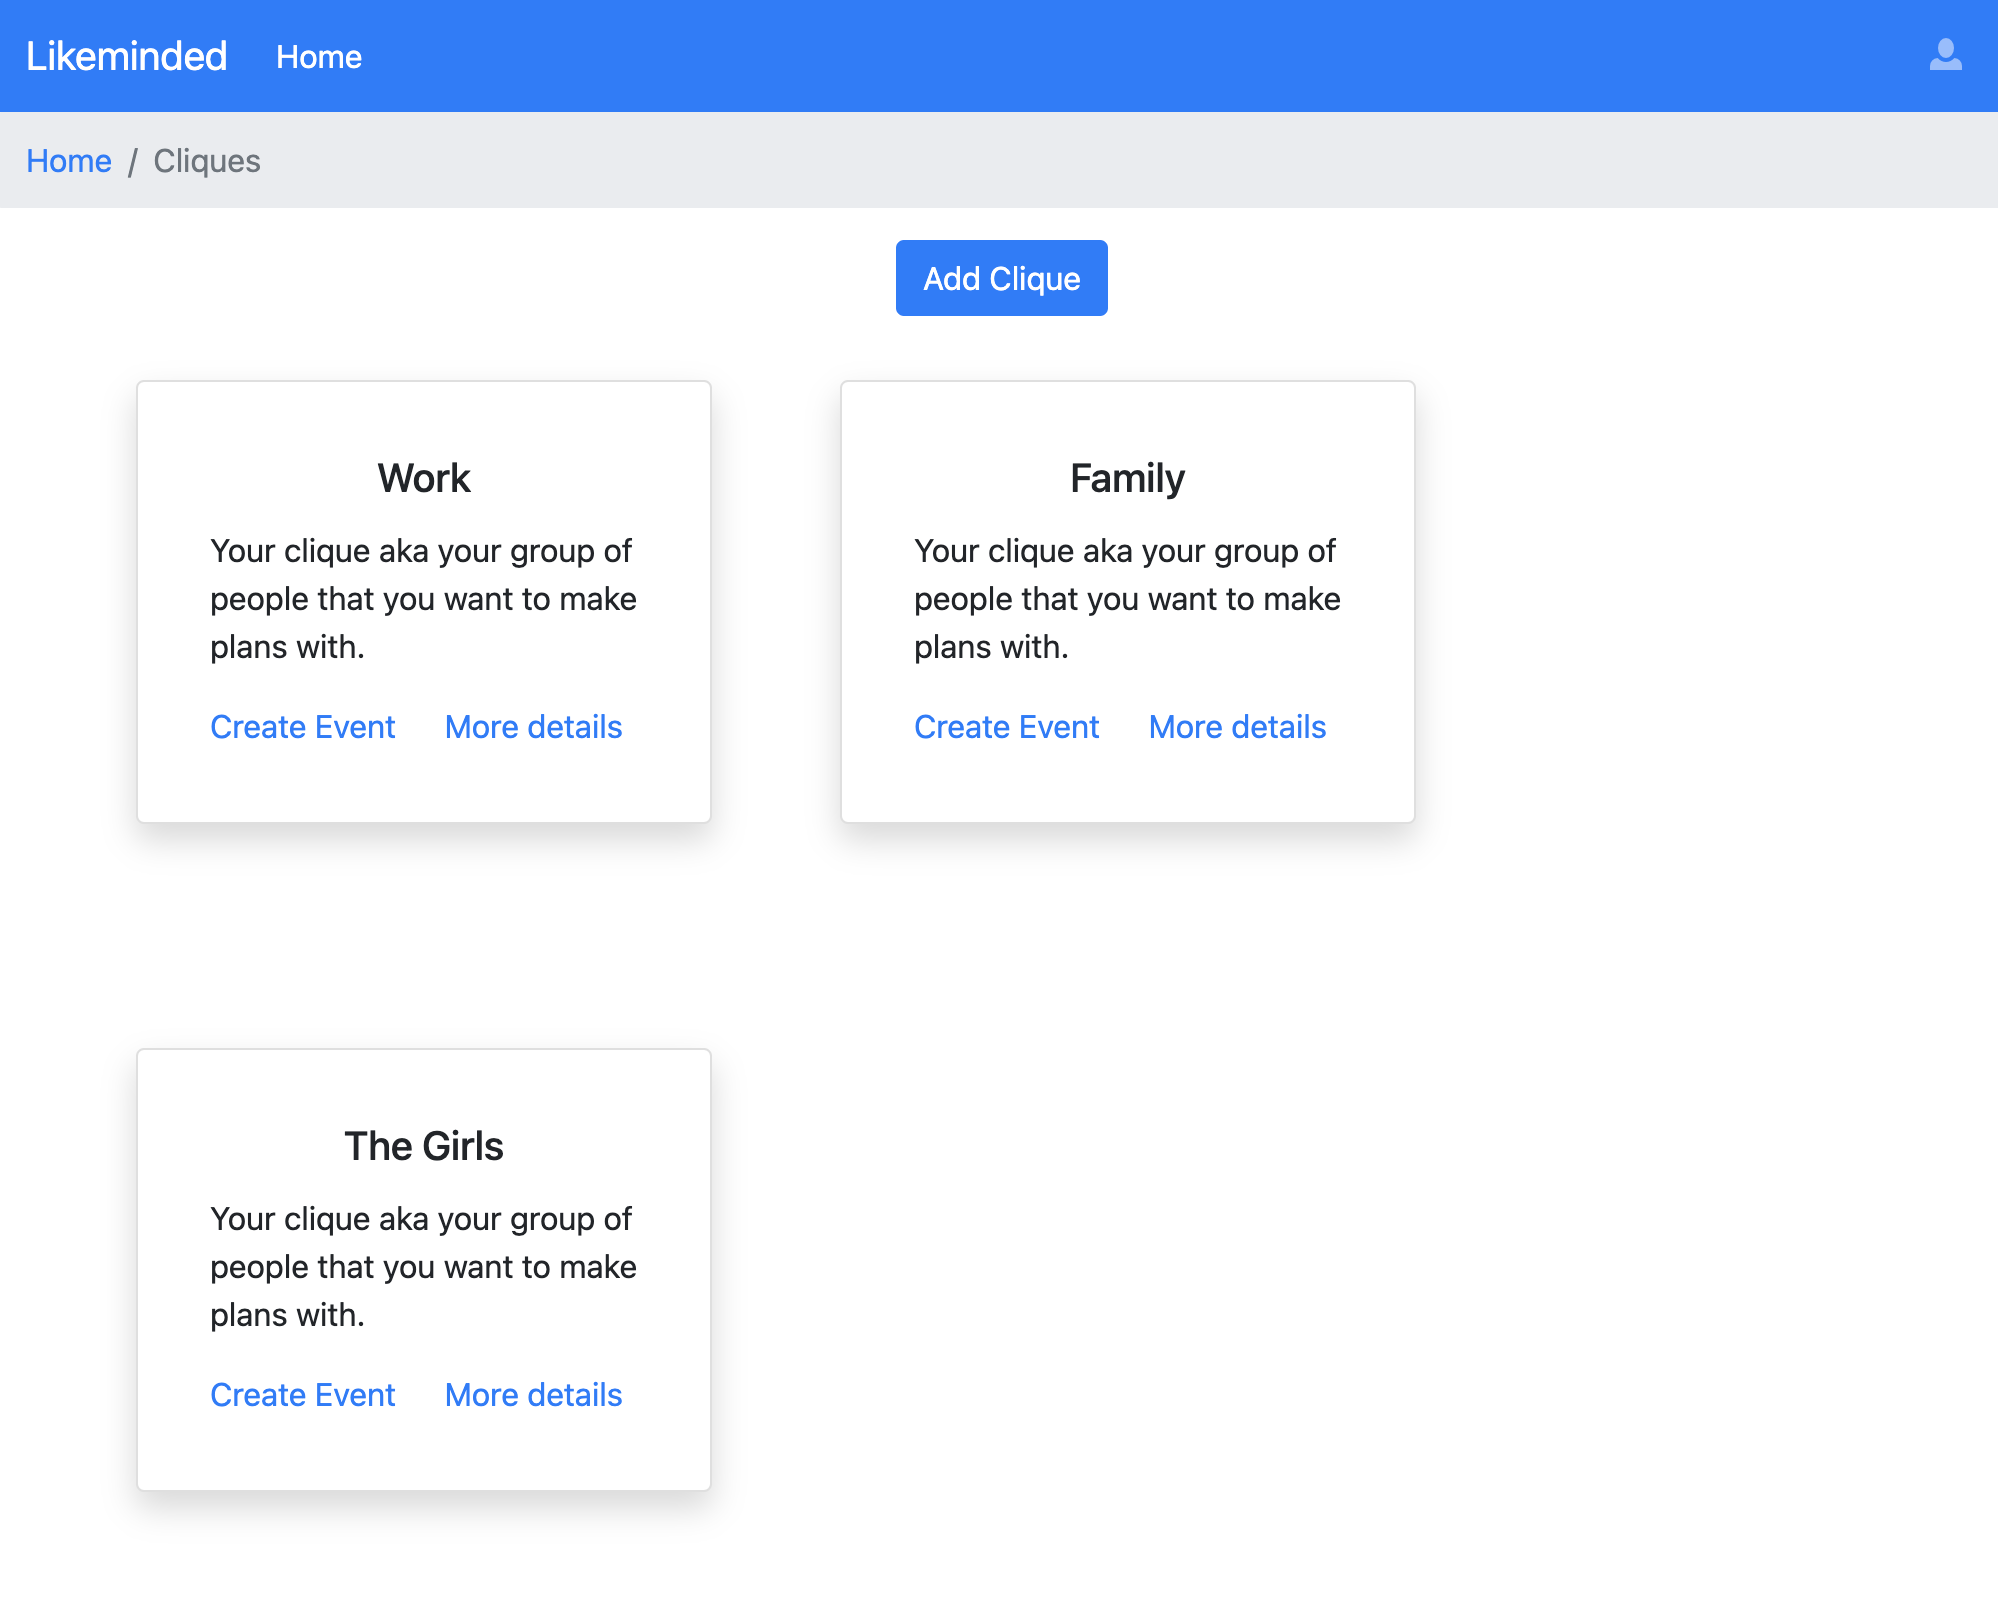 Likeminded Home
Home / Cliques
Add Clique
Work
Your clique aka your group of
people that you want to make
plans with.
Create Event More details
Family
Your clique aka your group of
people that you want to make
plans with.
Create Event More details
The Girls
Your clique aka your group of
people that you want to make
plans with.
Create Event More details